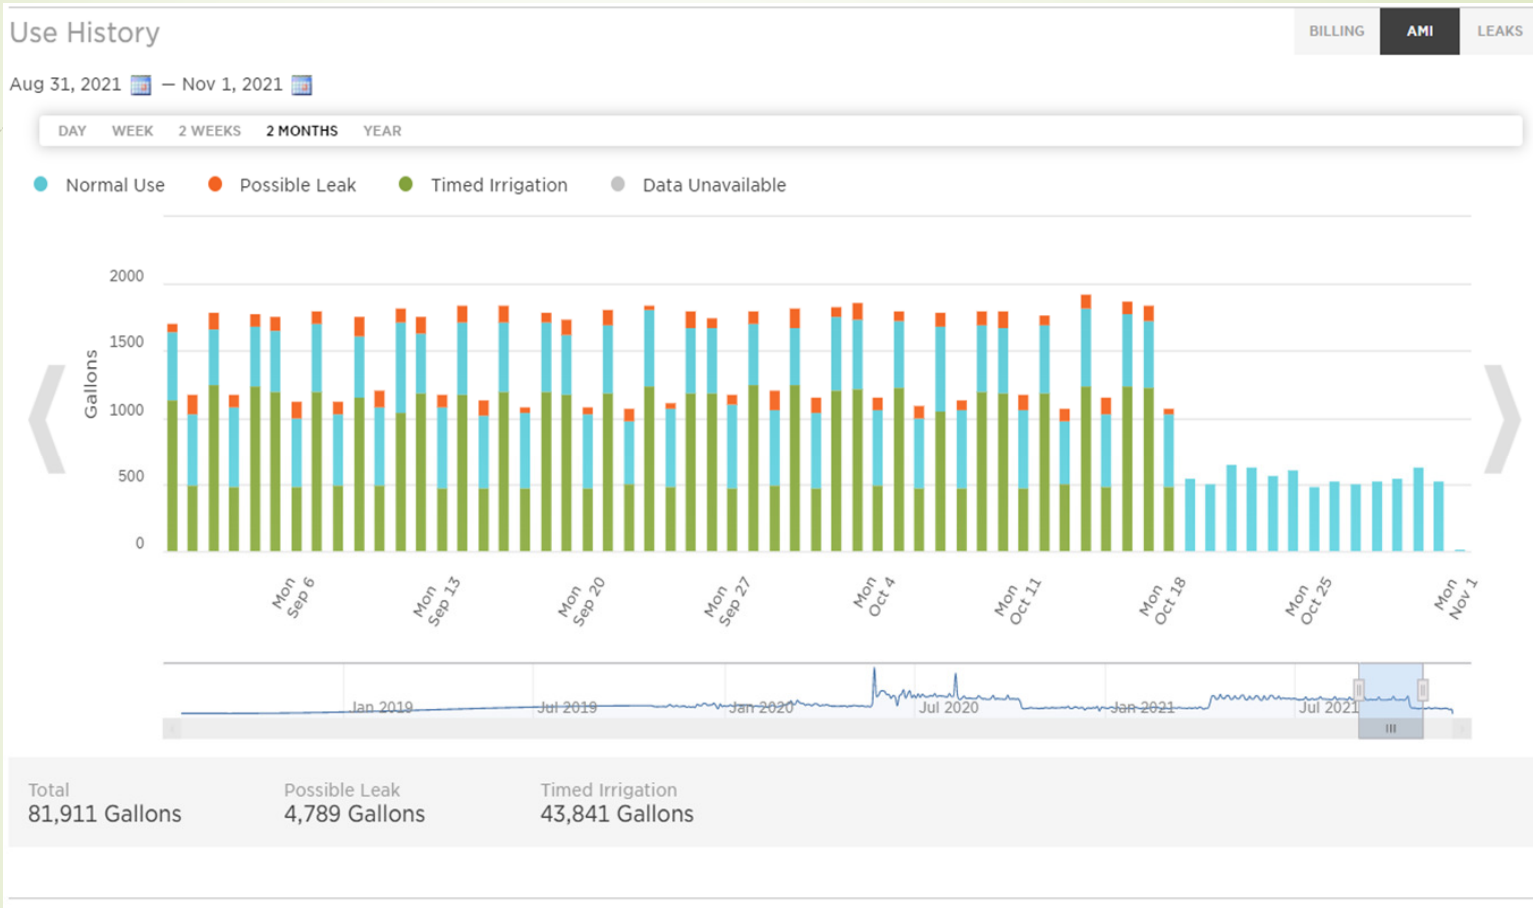 Use History
BILLING AMI LEAKS
Aug 31, 2021 — Nov 1, 2021
DAY WEEK 2 WEEKS 2 MONTHS YEAR
Normal Use Possible Leak Timed Irrigation Data Unavailable
Gallons
2000
1500
1000
500
0
Mon Sep 6
Mon Sep 13
Mon Sep 20
Mon Sep 27
Mon Oct 4
Mon Oct 11
Mon Oct 18
Mon Oct 25
Mon Nov 1
Jan 2019 Jul 2019 Jan 2020 Jul 2020 Jan 2021 Jul 2021
Total Possible Leak Timed Irrigation
81,911 Gallons 4,789 Gallons 43,841 Gallons